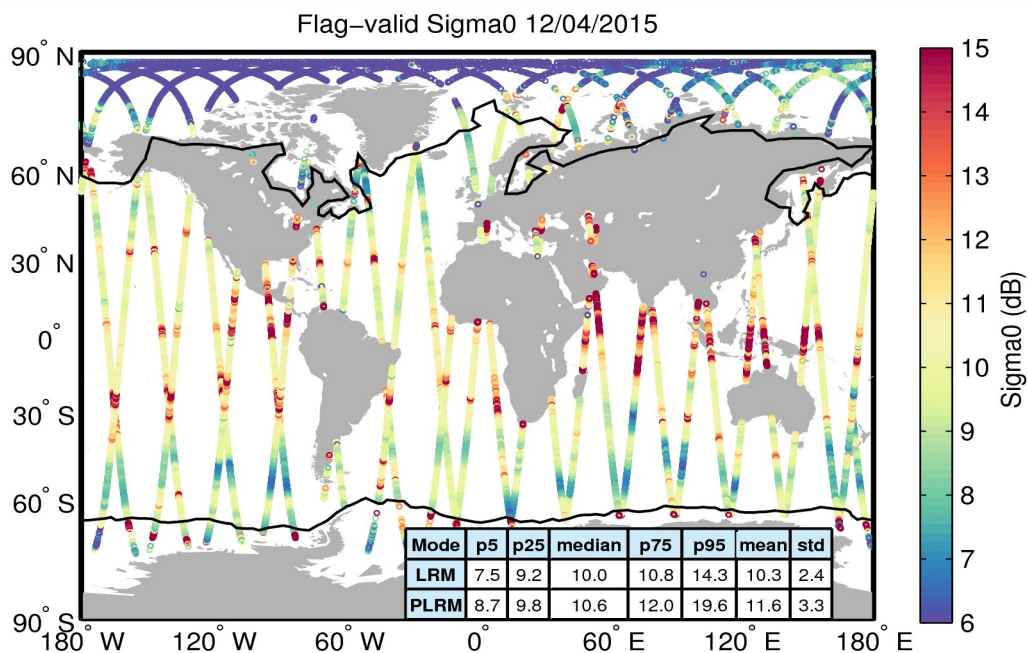 Flag−valid Sigma0 12/04/2015
90° N
60° N
30° N
0°
30° S
60° S
90° S
180° W
120° W
60° W
0°
60° E
120° E
180° E
15
14
13
12
11
10
9
8
7
6
Sigma0 (dB)
Mode p5 p25 median p75 p95 mean std
LRM 7.5 9.2 10.0 10.8 14.3 10.3 2.4
PLRM 8.7 9.8 10.6 12.0 19.6 11.6 3.3